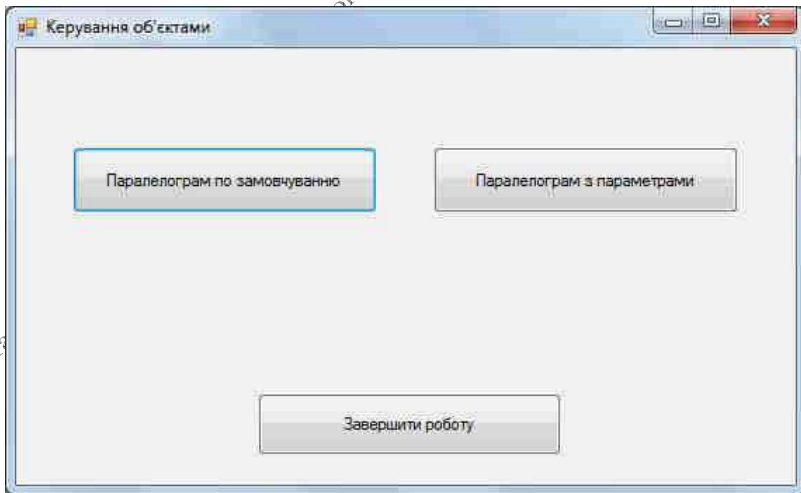 Керування об'єктами
Паралелограм по замовчуванню
Паралелограм з параметрами
Завершити роботу